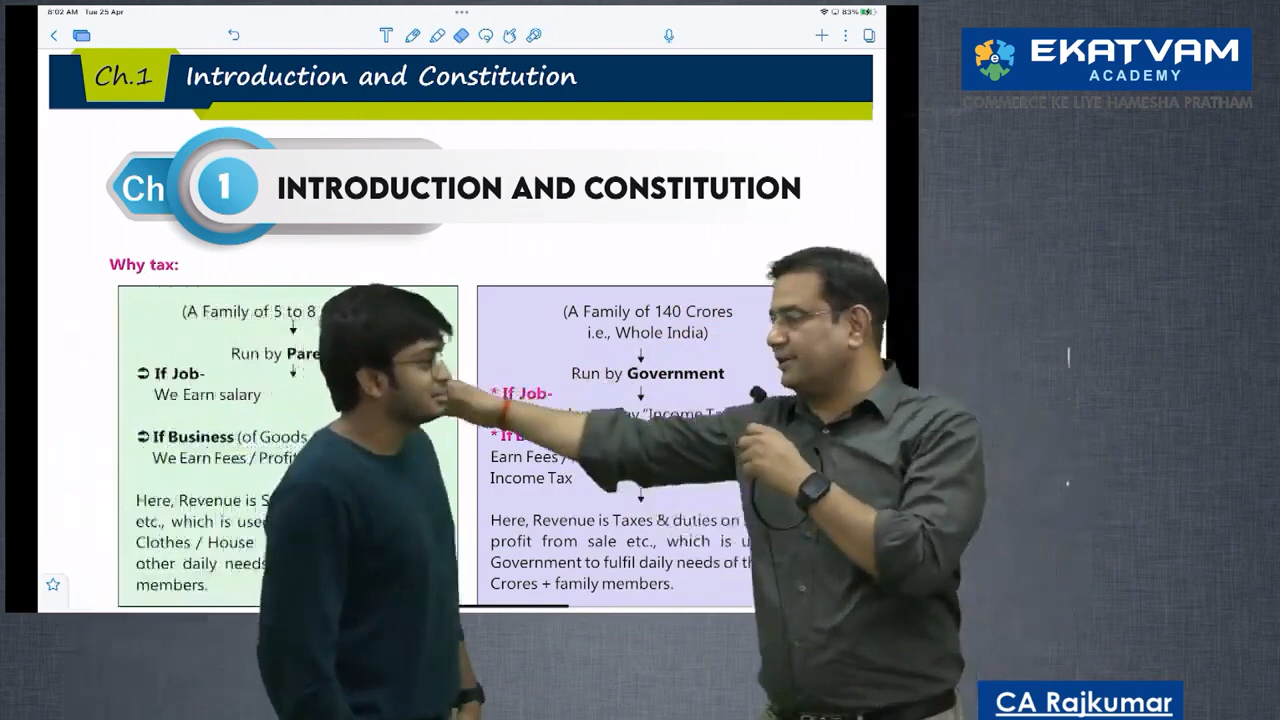 8:02 AM Tue 25 Apr
83%
EKATVAM
ACADEMY
COMMERCE KE LIYE HAMESHA PRATHAM
Ch.1 Introduction and Constitution
Ch 1 INTRODUCTION AND CONSTITUTION
Why tax:
(A Family of 5 to 8
Run by
If Job-
We Earn salary
If Business (of Goods
We Earn Fees / Profit
Here, Revenue is
etc., which is
Clothes / House
other daily needs
members.
(A Family of 140 Crores
i.e., Whole India)
Run by Government
* If Job-
"Income
* If
Earn Fees /
Income Tax
Here, Revenue is Taxes & duties on
profit from sale etc., which is
Government to fulfil daily needs of
Crores + family members.
CA Rajkumar